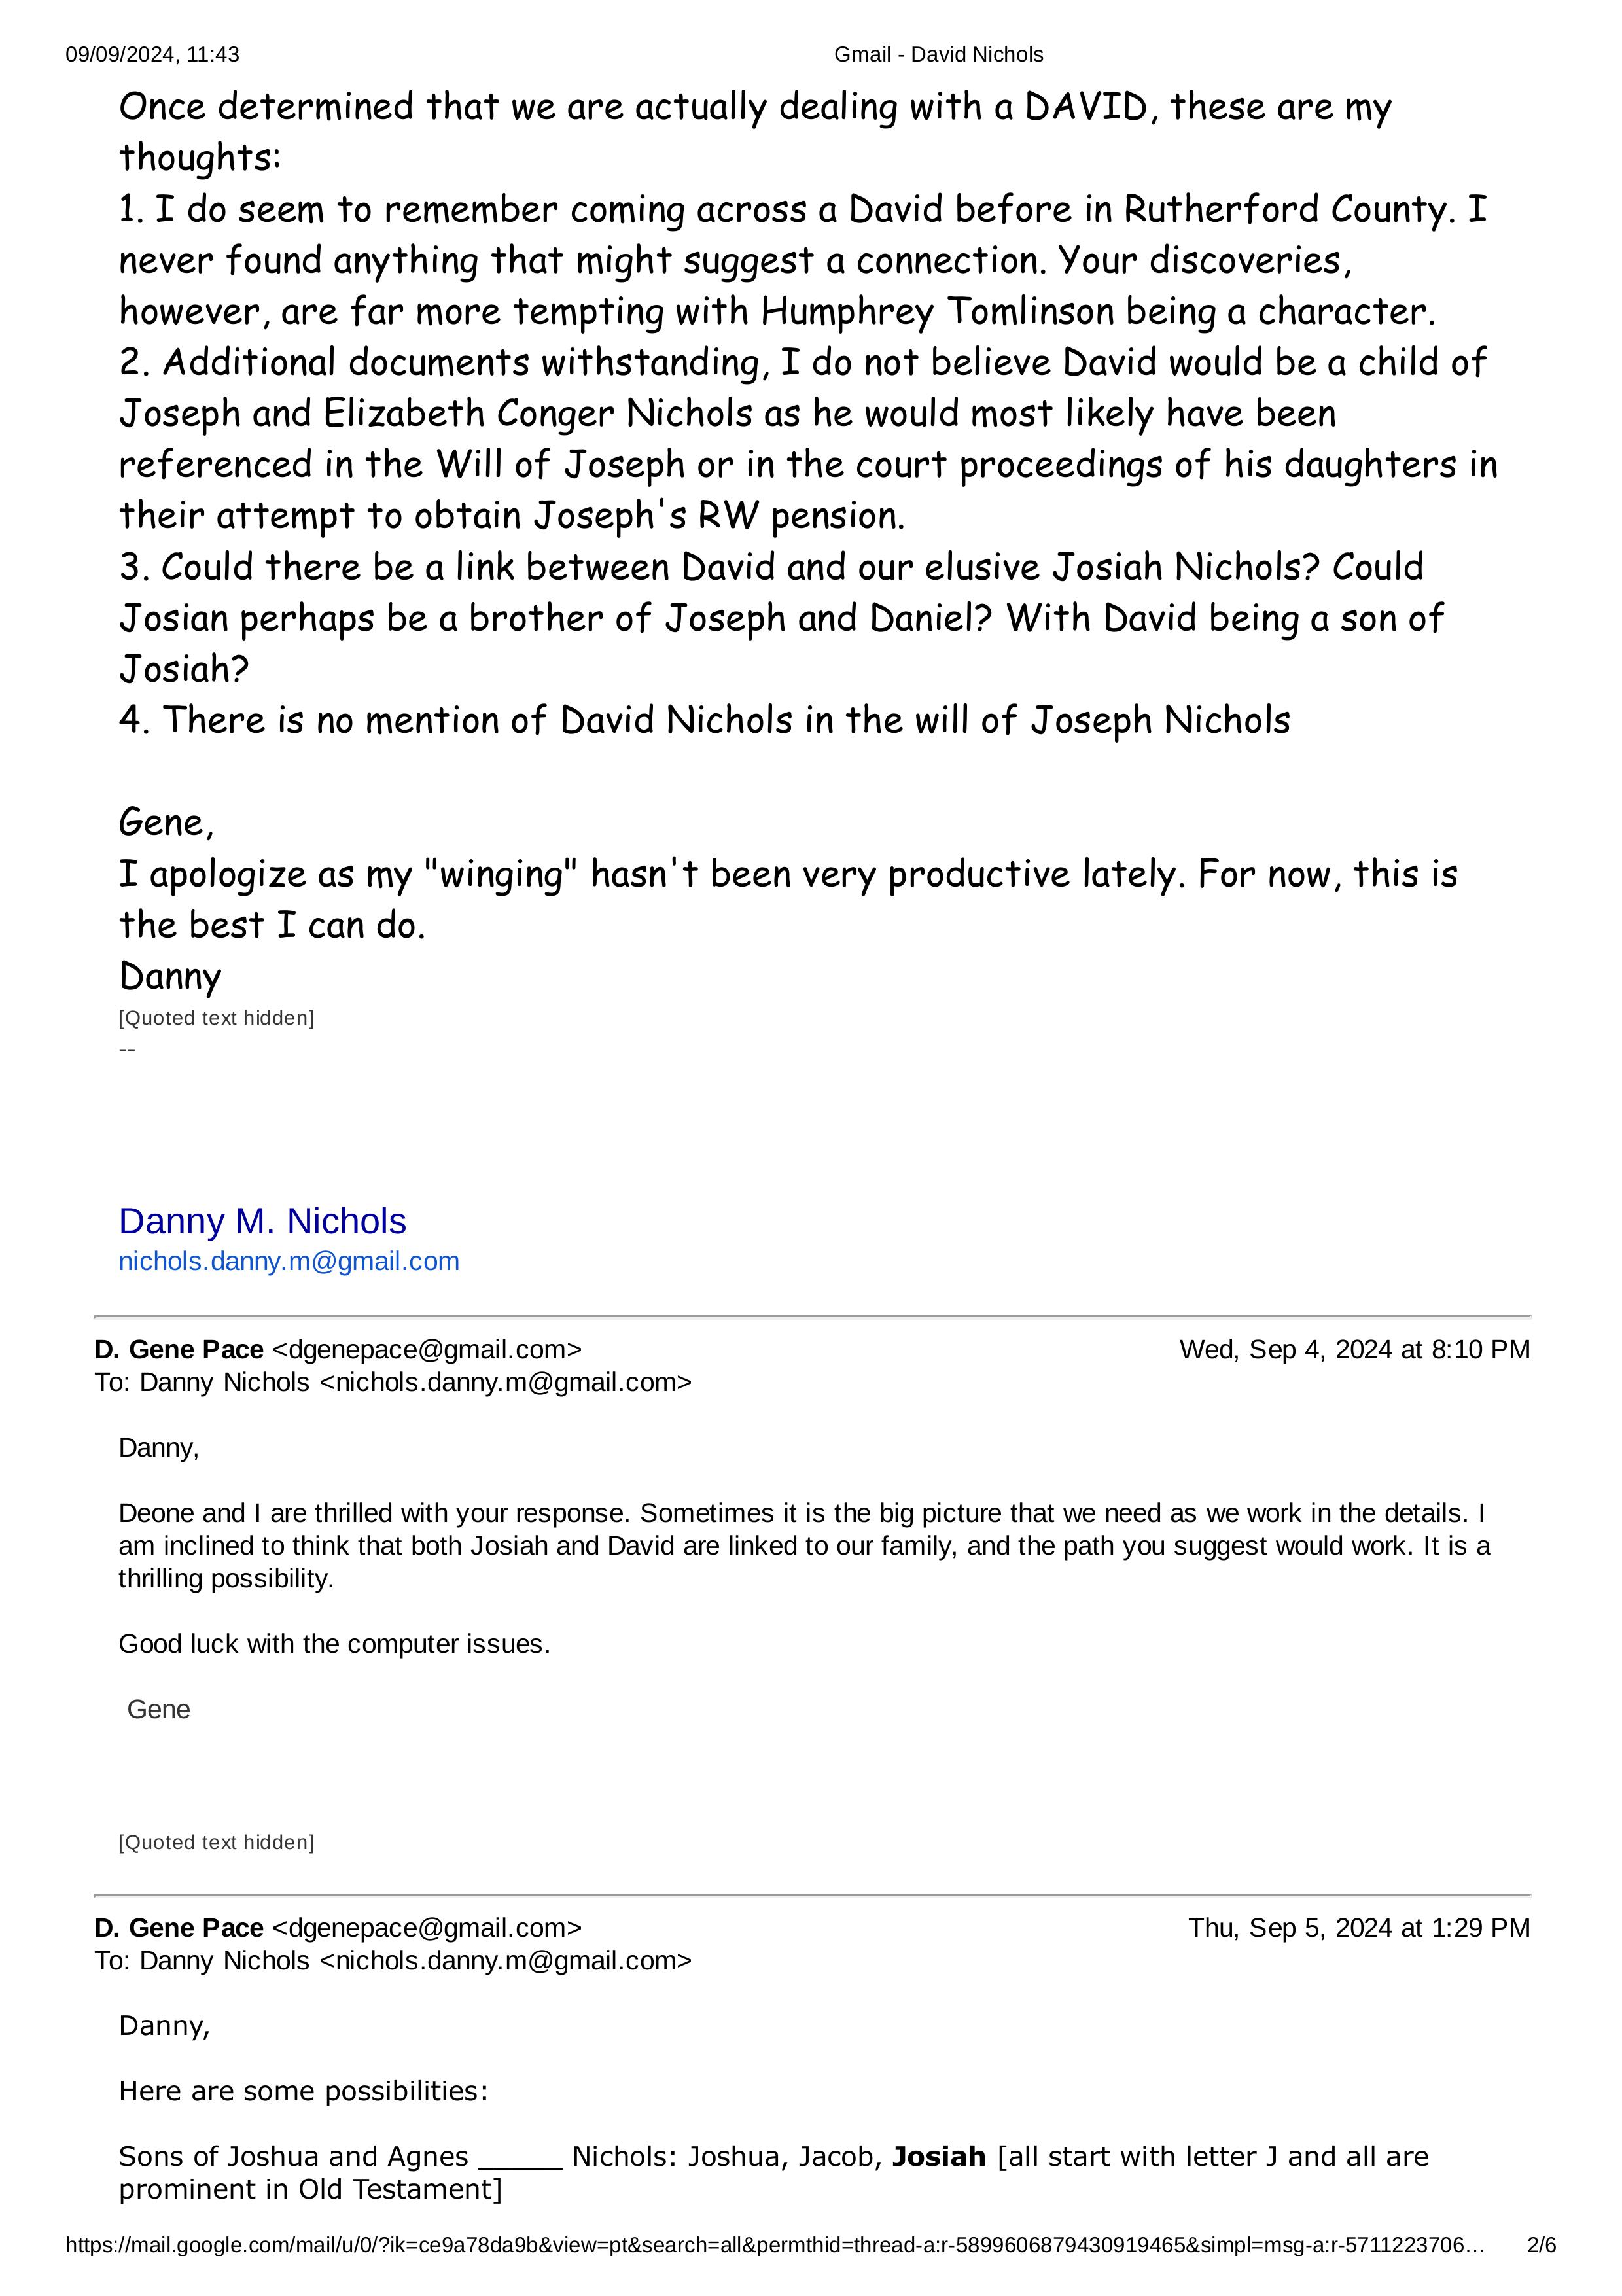 09/09/2024, 11:43 Gmail - David Nichols
Once determined that we are actually dealing with a DAVID, these are my
thoughts:
1. I do seem to remember coming across a David before in Rutherford County. I
never found anything that might suggest a connection. Your discoveries,
however, are far more tempting with Humphrey Tomlinson being a character.
2. Additional documents withstanding, I do not believe David would be a child of
Joseph and Elizabeth Conger Nichols as he would most likely have been
referenced in the Will of Joseph or in the court proceedings of his daughters in
their attempt to obtain Joseph's RW pension.
3. Could there be a link between David and our elusive Josiah Nichols? Could
Josian perhaps be a brother of Joseph and Daniel? With David being a son of
Josiah?
4. There is no mention of David Nichols in the will of Joseph Nichols
Gene,
I apologize as my "winging" hasn't been very productive lately. For now, this is
the best I can do.
Danny
[Quoted text hidden]
--
Danny M. Nichols
nichols.danny.m@gmail.com
D. Gene Pace <dgenepace@gmail.com> Wed, Sep 4, 2024 at 8:10 PM
To: Danny Nichols <nichols.danny.m@gmail.com>
Danny,
Deone and I are thrilled with your response. Sometimes it is the big picture that we need as we work in the details. I
am inclined to think that both Josiah and David are linked to our family, and the path you suggest would work. It is a
thrilling possibility.
Good luck with the computer issues.
Gene
[Quoted text hidden]
D. Gene Pace <dgenepace@gmail.com> Thu, Sep 5, 2024 at 1:29 PM
To: Danny Nichols <nichols.danny.m@gmail.com>
Danny,
Here are some possibilities:
Sons of Joshua and Agnes ______ Nichols: Joshua, Jacob, Josiah [all start with letter J and all are
prominent in Old Testament]
https://mail.google.com/mail/u/0/?ik=ce9a78da9b&view=pt&search=all&permthid=thread-a:r-5899606879430919465&simpl=msg-a:r-5711223706… 2/6